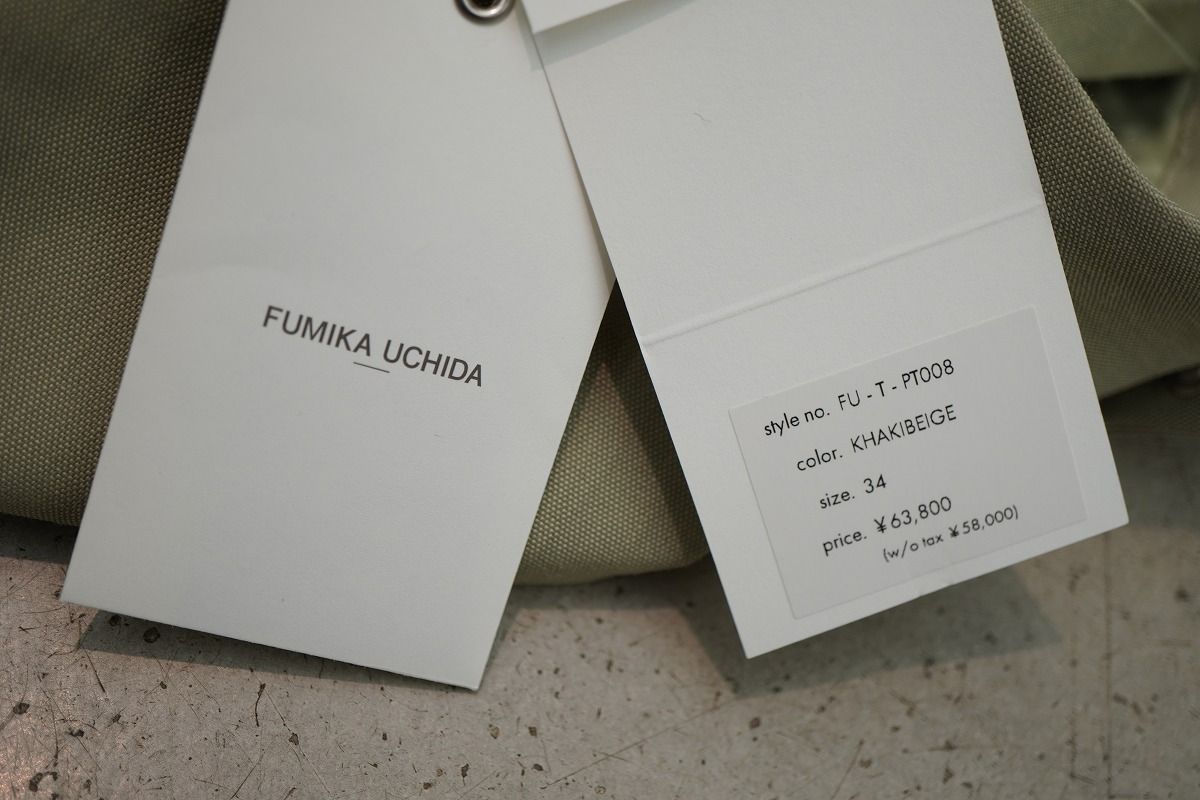 FUMIKA UCHIDA
style no. FU - T - PT008
color. KHAKIBEIGE
size. 34
price. ¥63,800
(w/o tax ¥58,000)